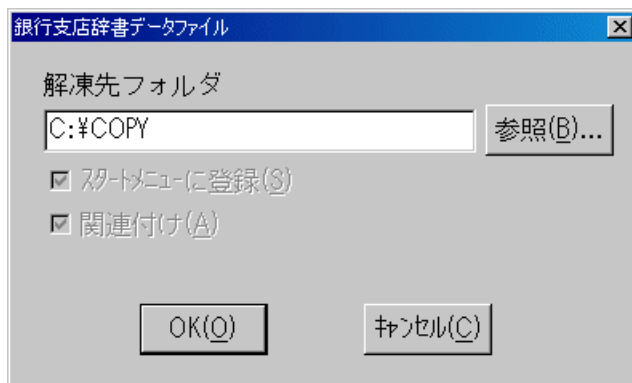 銀行支店辞書データファイル
解凍先フォルダ
C:¥COPY
参照(B)...
ｽﾀｰﾄﾒﾆｭｰに登録(S)
関連付け(A)
OK(O)
ｷｬﾝｾﾙ(C)